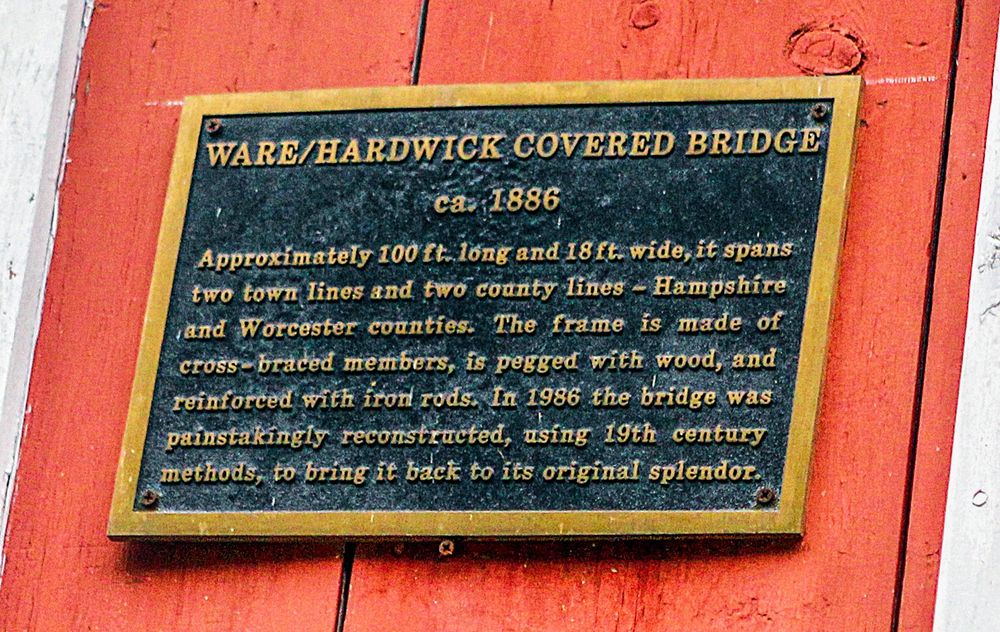 WARE/HARDWICK COVERED BRIDGE
ca. 1886
Approximately 100 ft. long and 18 ft. wide, it spans
two town lines and two county lines – Hampshire
and Worcester counties. The frame is made of
cross-braced members, is pegged with wood, and
reinforced with iron rods. In 1986 the bridge was
painstakingly reconstructed, using 19th century
methods, to bring it back to its original splendor.